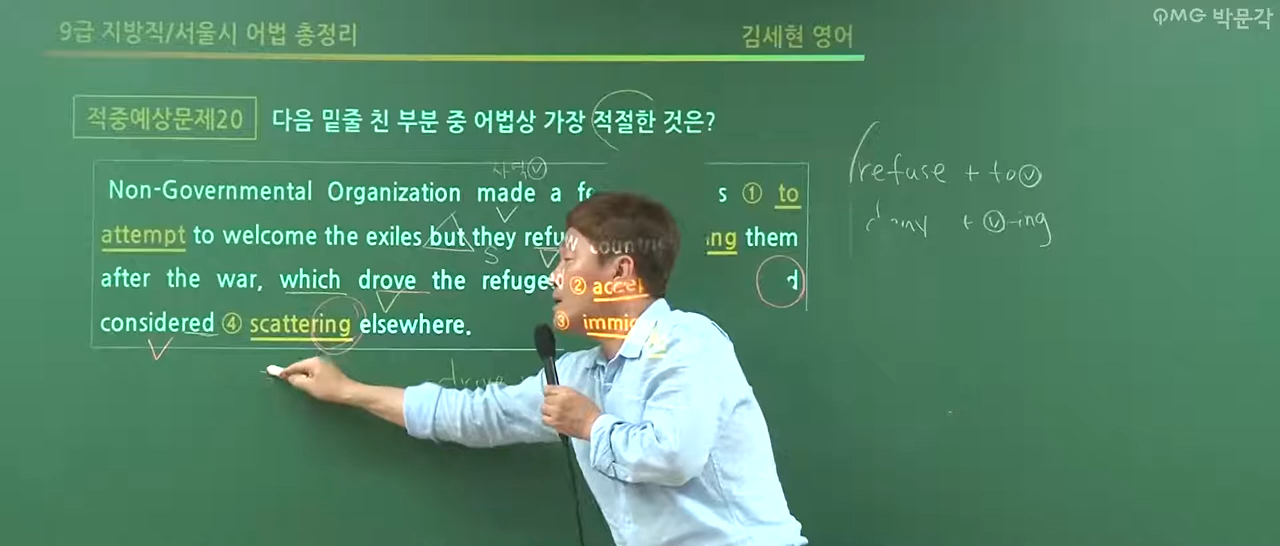 9급 지방직/서울시 어법 총정리
김세현 영어
QMG 박문각
적중예상문제20 다음 밑줄 친 부분 중 어법상 가장 적절한 것은?
Non-Governmental Organization made a s ① to
attempt to welcome the exiles but they ng them
after the war, which drove the ② d
considered ④ scattering elsewhere.
③
사역 V
S
refuse + to V
+ V-ing